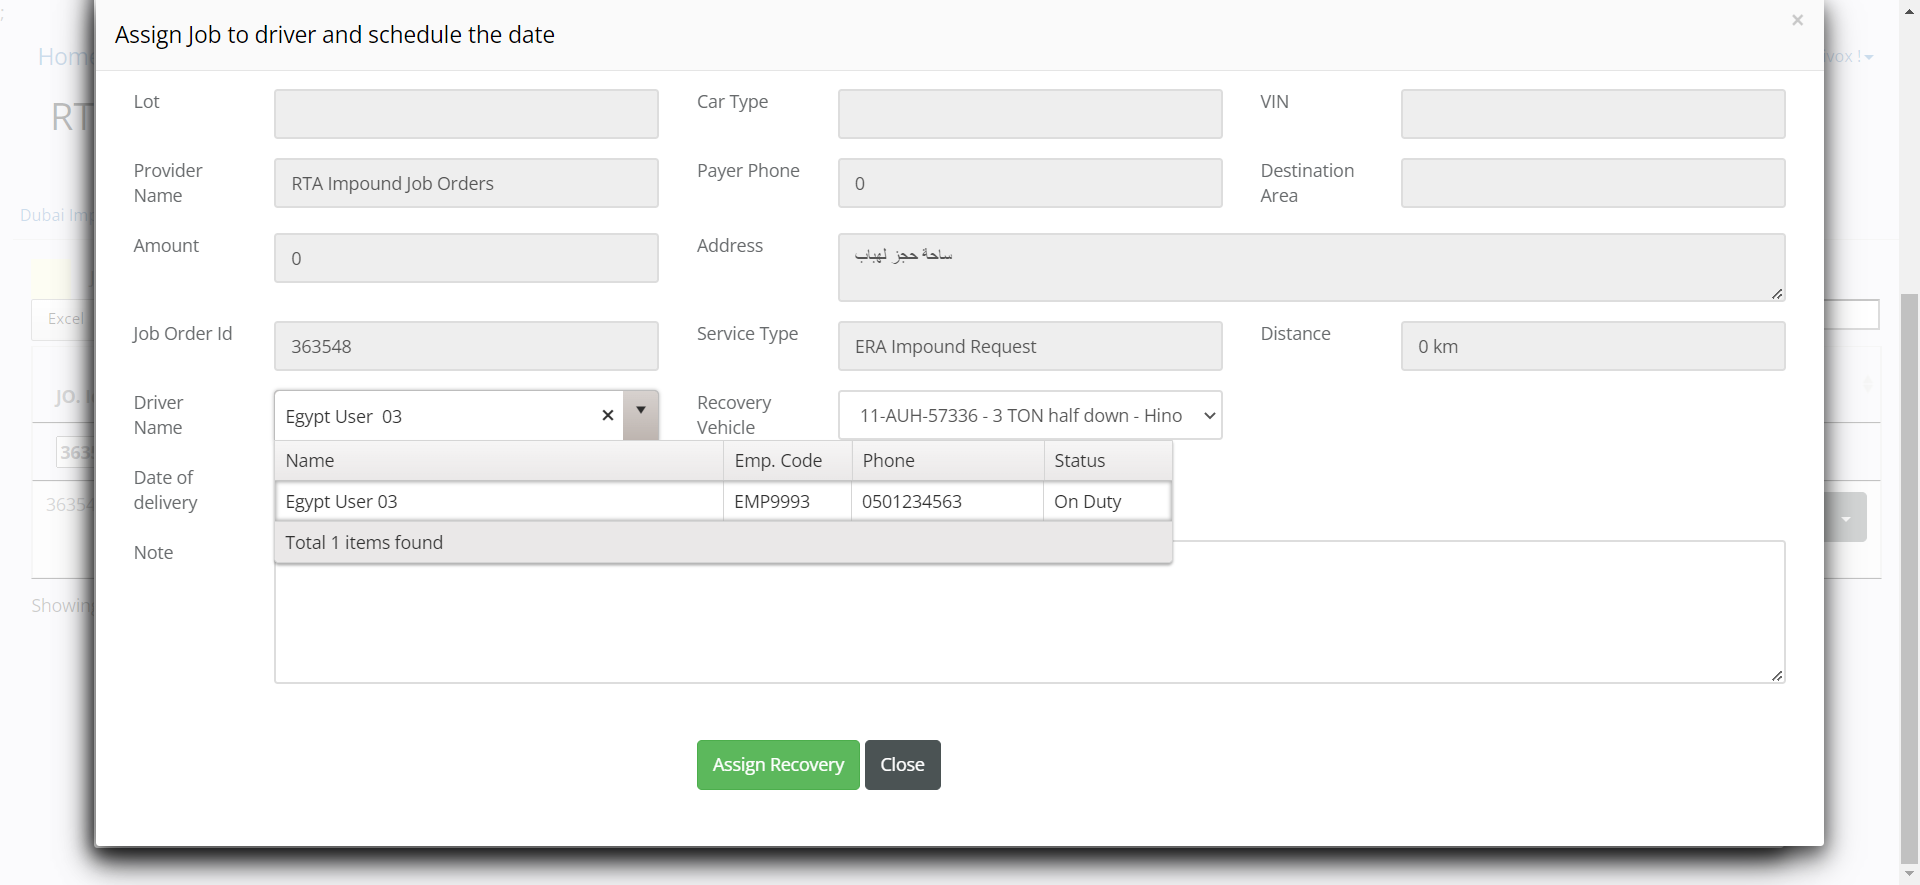 Assign Job to driver and schedule the date
×
Home
vox !
RT
Lot
Car Type
VIN
Provider Name
RTA Impound Job Orders
Payer Phone
0
Destination Area
Dubai Im
Amount
0
Address
ساحة حجز لهباب
Excel
Job Order Id
363548
Service Type
ERA Impound Request
Distance
0 km
JO.
Driver Name
Egypt User 03
×
Recovery Vehicle
11-AUH-57336 - 3 TON half down - Hino
363
Name
Emp. Code
Phone
Status
Date of delivery
Egypt User 03
EMP9993
0501234563
On Duty
36354
Total 1 items found
Note
Showin
Assign Recovery
Close